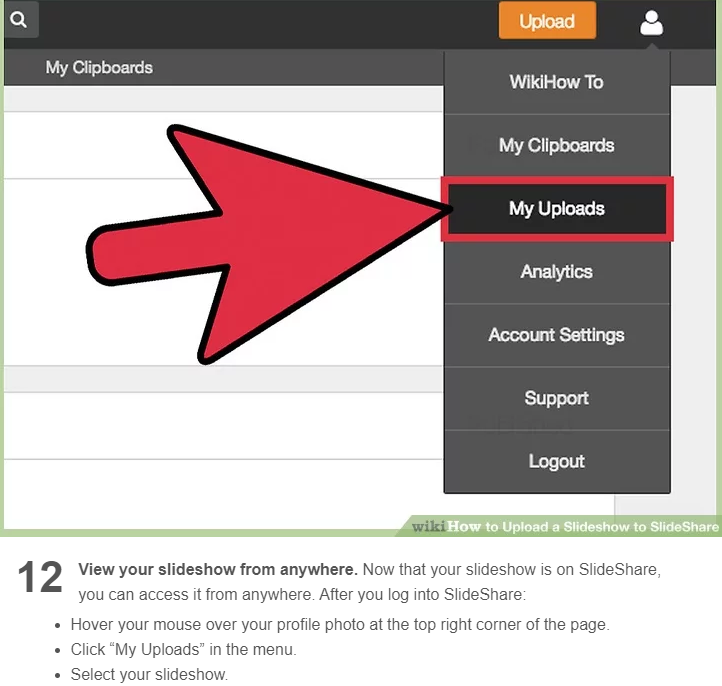 Upload
My Clipboards
WikiHow To
My Clipboards
My Uploads
Analytics
Account Settings
Support
Logout
wikiHow to Upload a Slideshow to SlideShare
12 View your slideshow from anywhere. Now that your slideshow is on SlideShare,
you can access it from anywhere. After you log into SlideShare:
• Hover your mouse over your profile photo at the top right corner of the page.
• Click “My Uploads” in the menu.
• Select your slideshow.